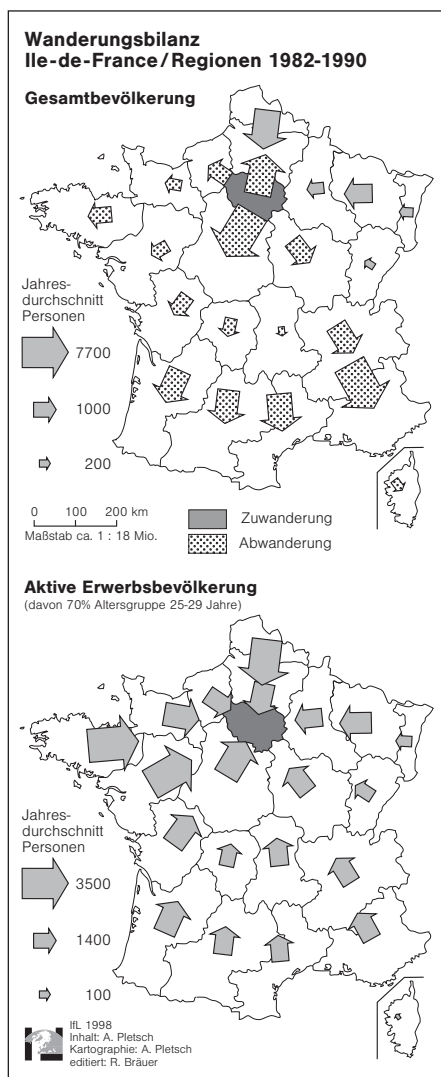 Wanderungsbilanz
Ile-de-France/Regionen 1982-1990
Gesamtbevölkerung
Jahres-
durchschnitt
Personen
7700
1000
200
0 100 200 km
Maßstab ca. 1 : 18 Mio.
Zuwanderung
Abwanderung
Aktive Erwerbsbevölkerung
(davon 70% Altersgruppe 25-29 Jahre)
Jahres-
durchschnitt
Personen
3500
1400
100
IfL 1998
Inhalt: A. Pletsch
Kartographie: A. Pletsch
editiert: R. Bräuer